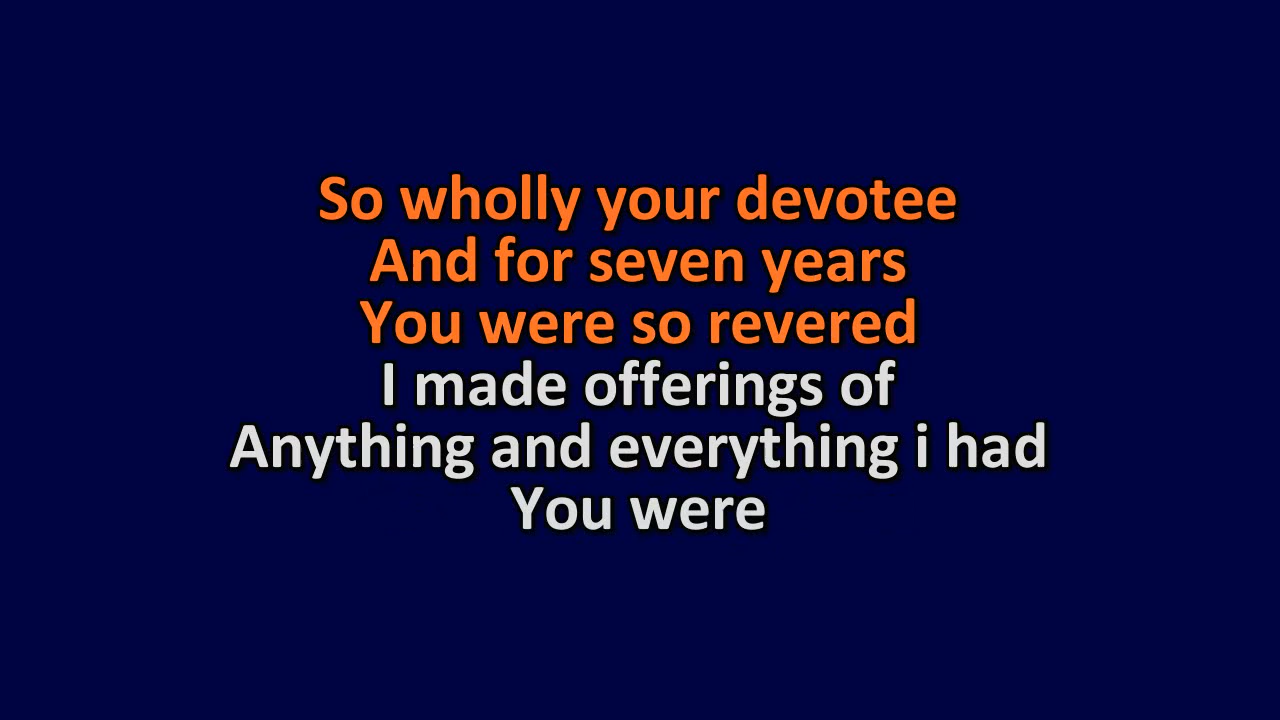 So wholly your devotee
And for seven years
You were so revered
I made offerings of
Anything and everything i had
You were